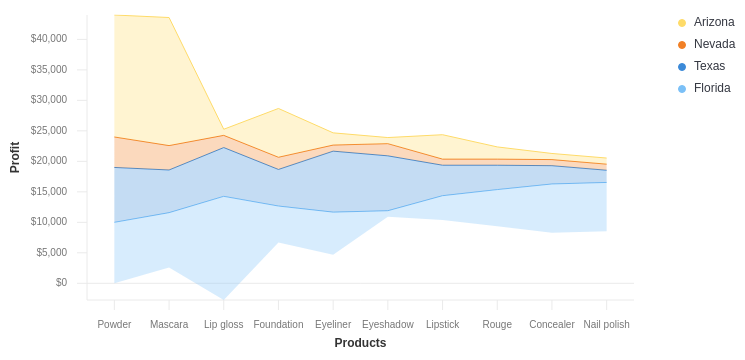 Arizona
Nevada
Texas
Florida
Profit
$40,000
$35,000
$30,000
$25,000
$20,000
$15,000
$10,000
$5,000
$0
Powder Mascara Lip gloss Foundation Eyeliner Eyeshadow Lipstick Rouge Concealer Nail polish
Products